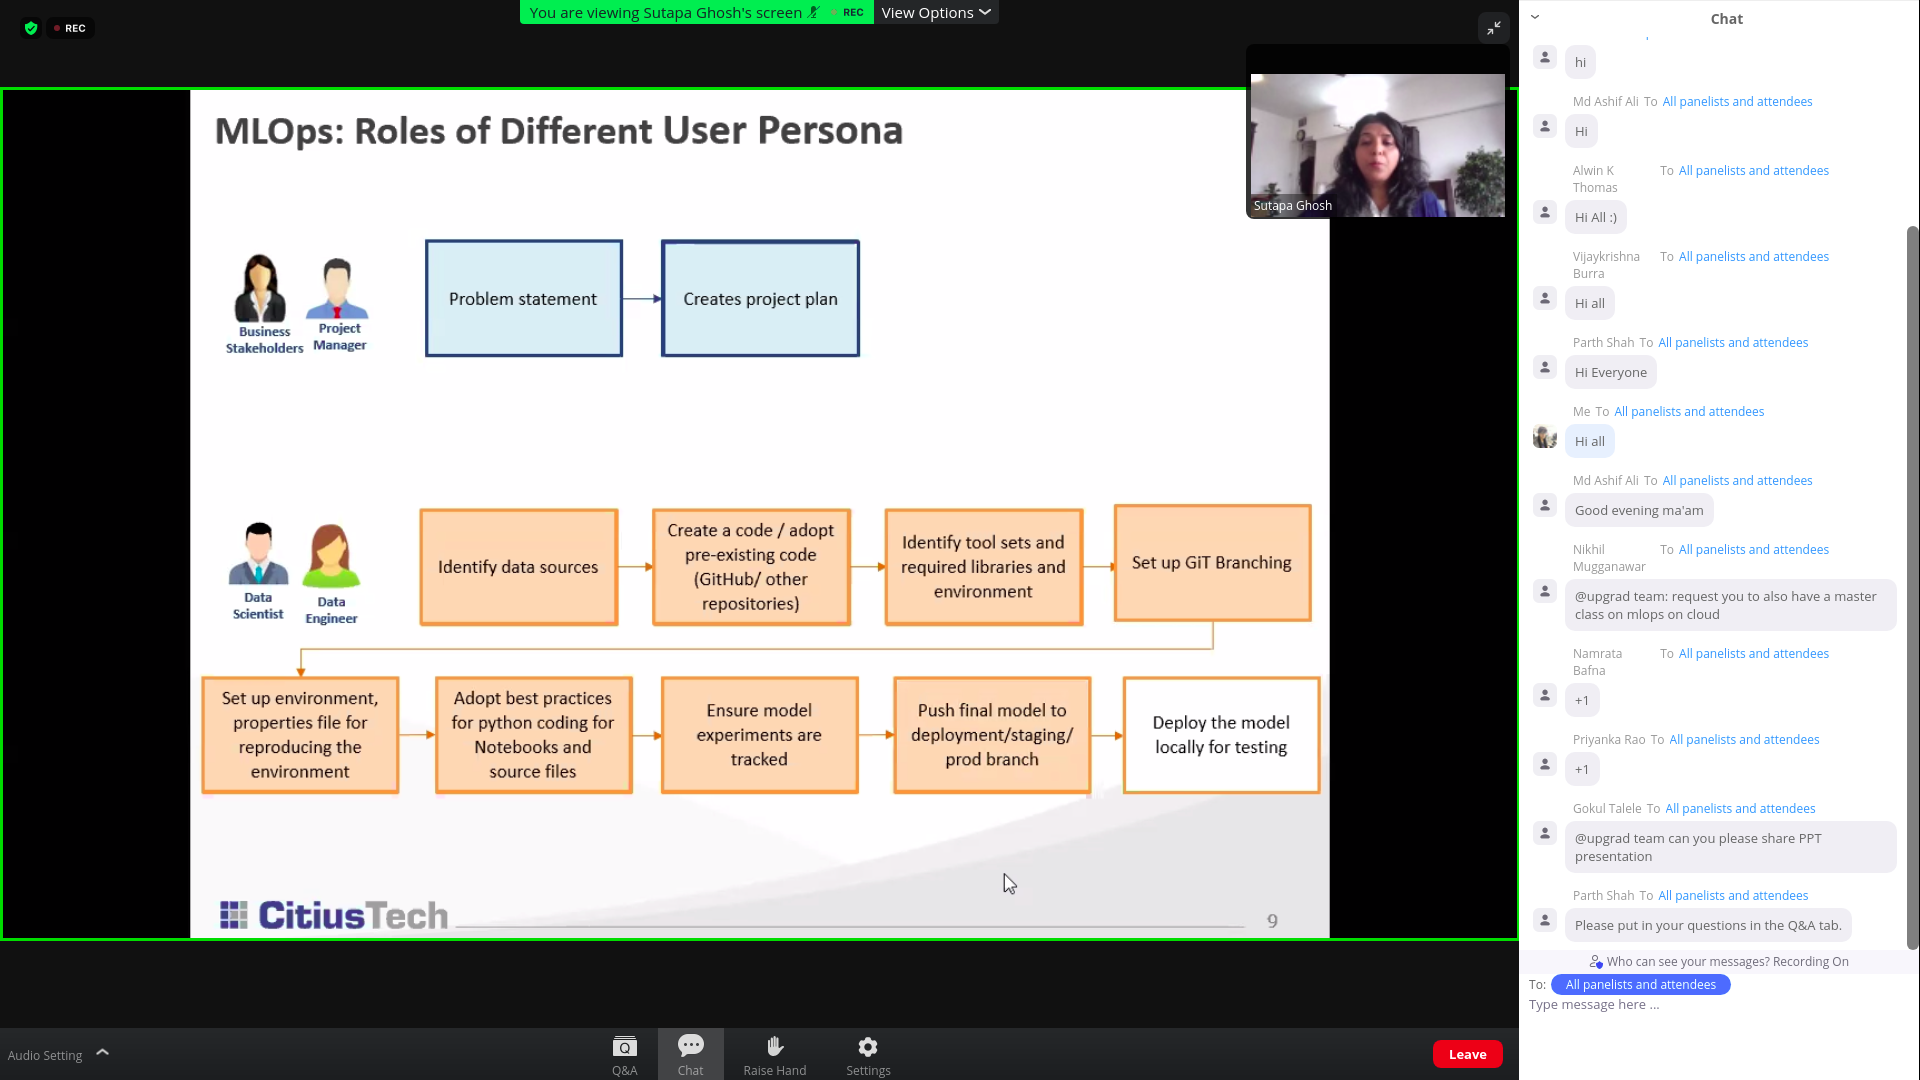 You are viewing Sutapa Ghosh's screen
REC
View Options
REC
MLOps: Roles of Different User Persona
Sutapa Ghosh
Business
Stakeholders
Project
Manager
Problem statement
Creates project plan
Data
Scientist
Data
Engineer
Identify data sources
Create a code / adopt
pre-existing code
(GitHub/ other
repositories)
Identify tool sets and
required libraries and
environment
Set up GiT Branching
Set up environment,
properties file for
reproducing the
environment
Adopt best practices
for python coding for
Notebooks and
source files
Ensure model
experiments are
tracked
Push final model to
deployment/staging/
prod branch
Deploy the model
locally for testing
CitiusTech
9
Audio Setting
Q&A
Chat
Raise Hand
Settings
Leave
Chat
hi
Md Ashif Ali To All panelists and attendees
Hi
Alwin K
Thomas
To All panelists and attendees
Hi All :)
Vijaykrishna
Burra
To All panelists and attendees
Hi all
Parth Shah To All panelists and attendees
Hi Everyone
Me To All panelists and attendees
Hi all
Md Ashif Ali To All panelists and attendees
Good evening ma'am
Nikhil
Mugganawar
To All panelists and attendees
@upgrad team: request you to also have a master
class on mlops on cloud
Namrata
Bafna
To All panelists and attendees
+1
Priyanka Rao To All panelists and attendees
+1
Gokul Talele To All panelists and attendees
@upgrad team can you please share PPT
presentation
Parth Shah To All panelists and attendees
Please put in your questions in the Q&A tab.
Who can see your messages? Recording On
To: All panelists and attendees
Type message here ...